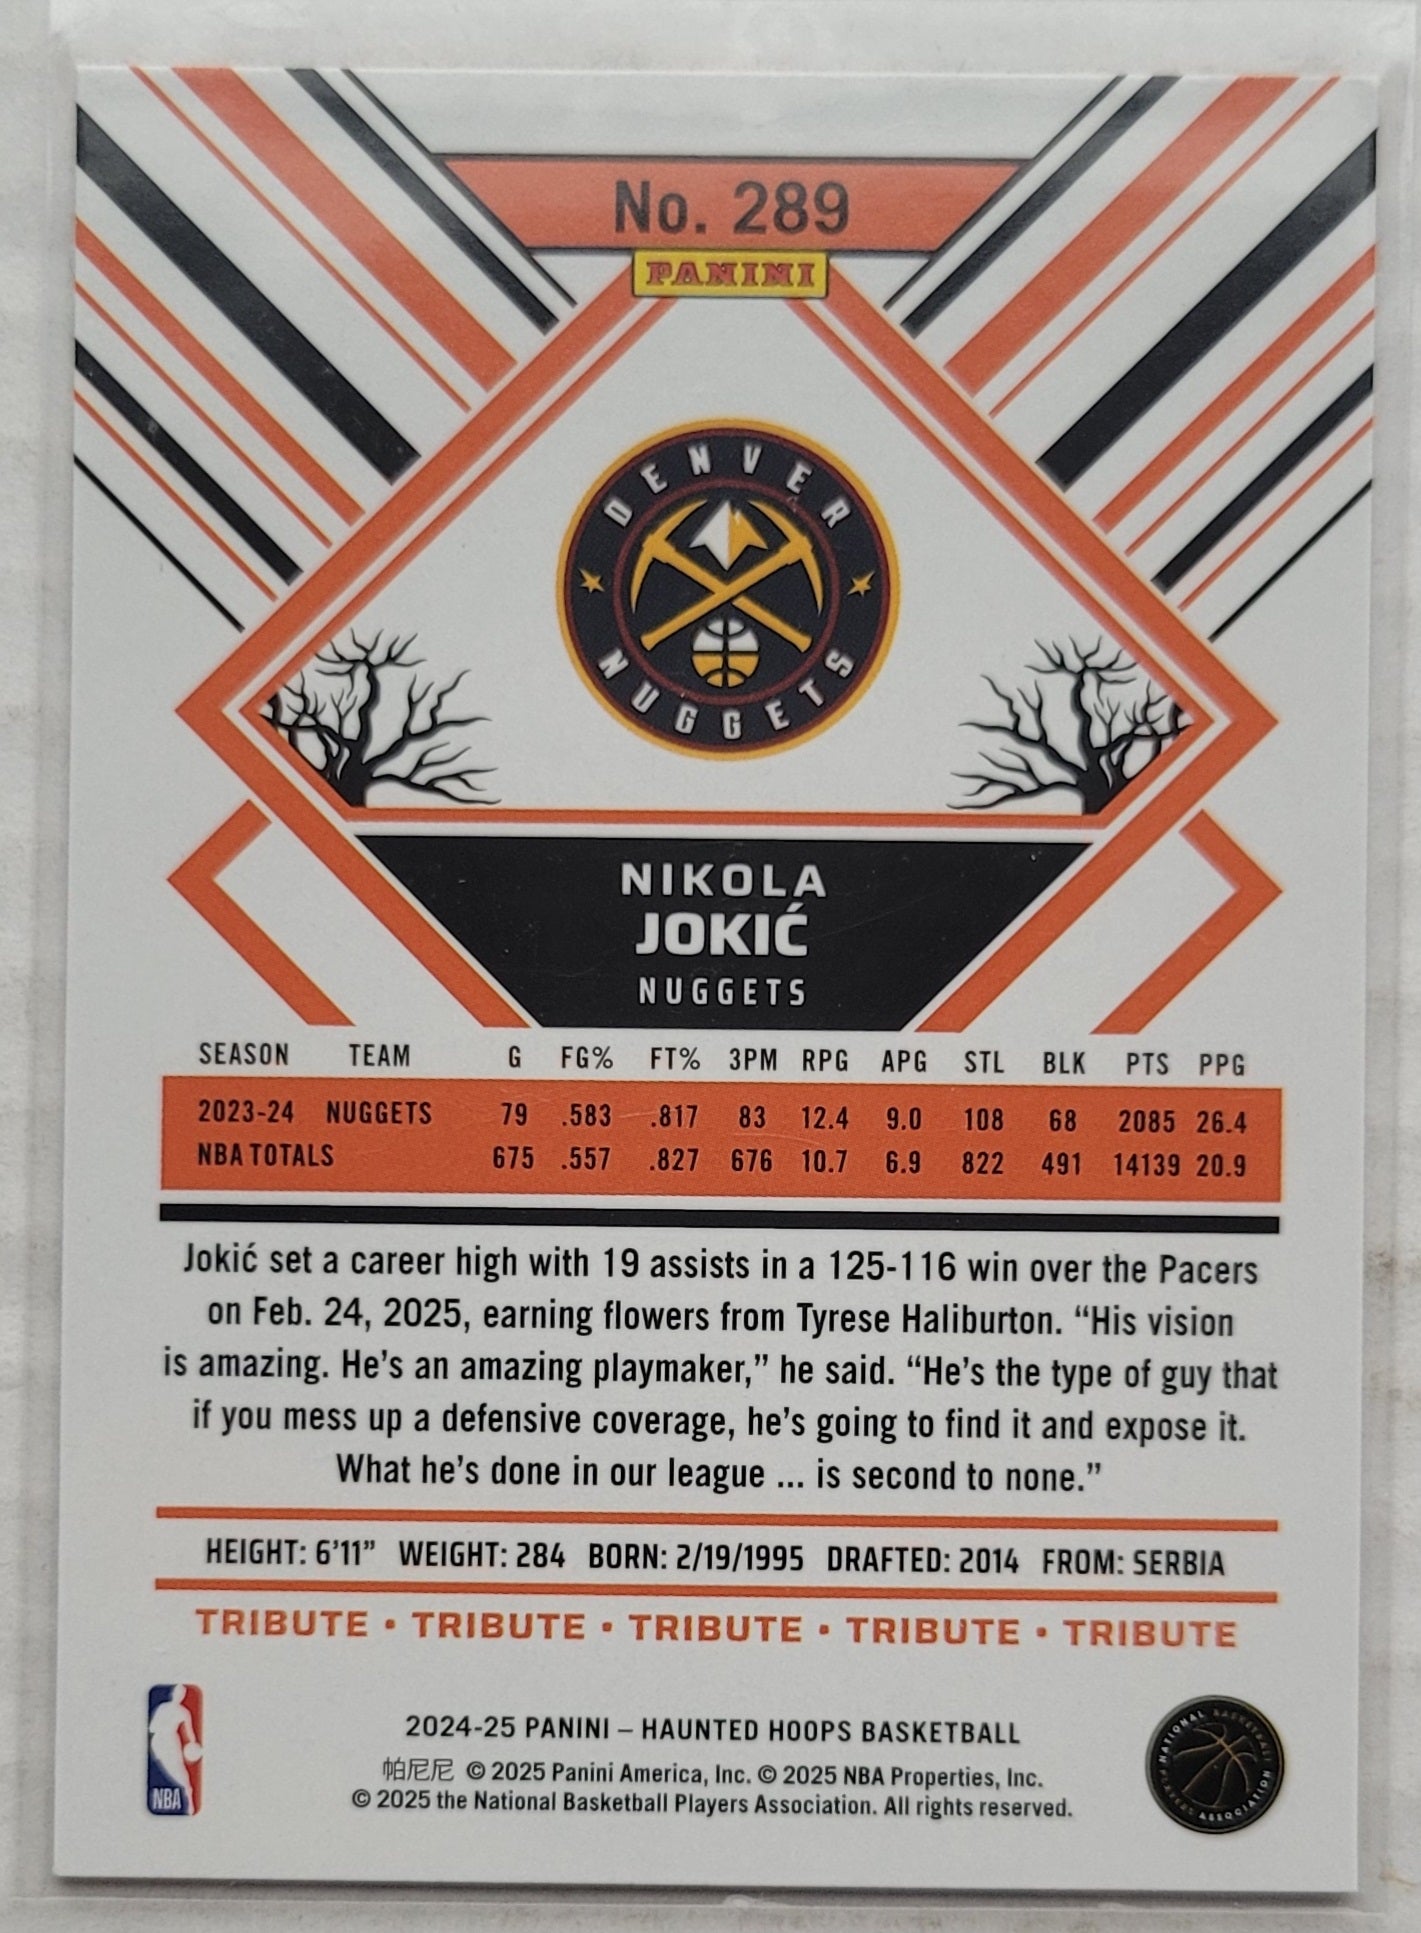 No. 289
PANINI
DENVER
NUGGETS
NIKOLA
JOKIĆ
NUGGETS
SEASON TEAM G FG% FT% 3PM RPG APG STL BLK PTS PPG
2023-24 NUGGETS 79 .583 .817 83 12.4 9.0 108 68 2085 26.4
NBA TOTALS 675 .557 .827 676 10.7 6.9 822 491 14139 20.9
Jokić set a career high with 19 assists in a 125-116 win over the Pacers
on Feb. 24, 2025, earning flowers from Tyrese Haliburton. “His vision
is amazing. He’s an amazing playmaker,” he said. “He’s the type of guy that
if you mess up a defensive coverage, he’s going to find it and expose it.
What he’s done in our league ... is second to none.”
HEIGHT: 6’11” WEIGHT: 284 BORN: 2/19/1995 DRAFTED: 2014 FROM: SERBIA
TRIBUTE • TRIBUTE • TRIBUTE • TRIBUTE • TRIBUTE
2024-25 PANINI – HAUNTED HOOPS BASKETBALL
帕尼尼 © 2025 Panini America, Inc. © 2025 NBA Properties, Inc.
© 2025 the National Basketball Players Association. All rights reserved.
NBA
NATIONAL BASKETBALL
PLAYERS ASSOCIATION